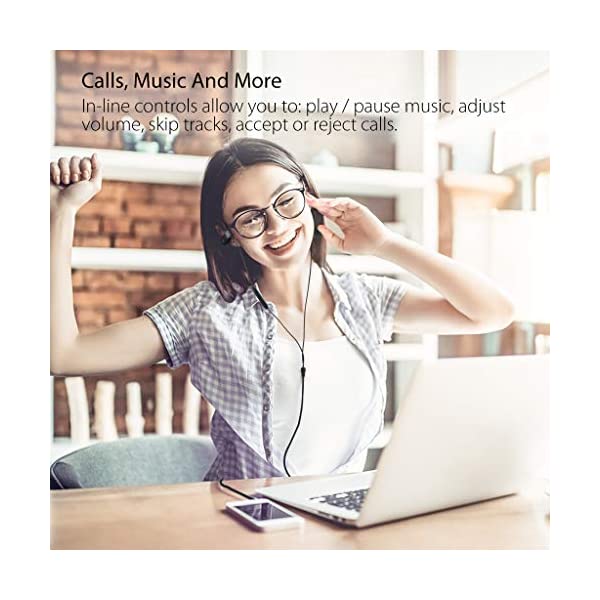 Calls, Music And More
In-line controls allow you to: play / pause music, adjust
volume, skip tracks, accept or reject calls.